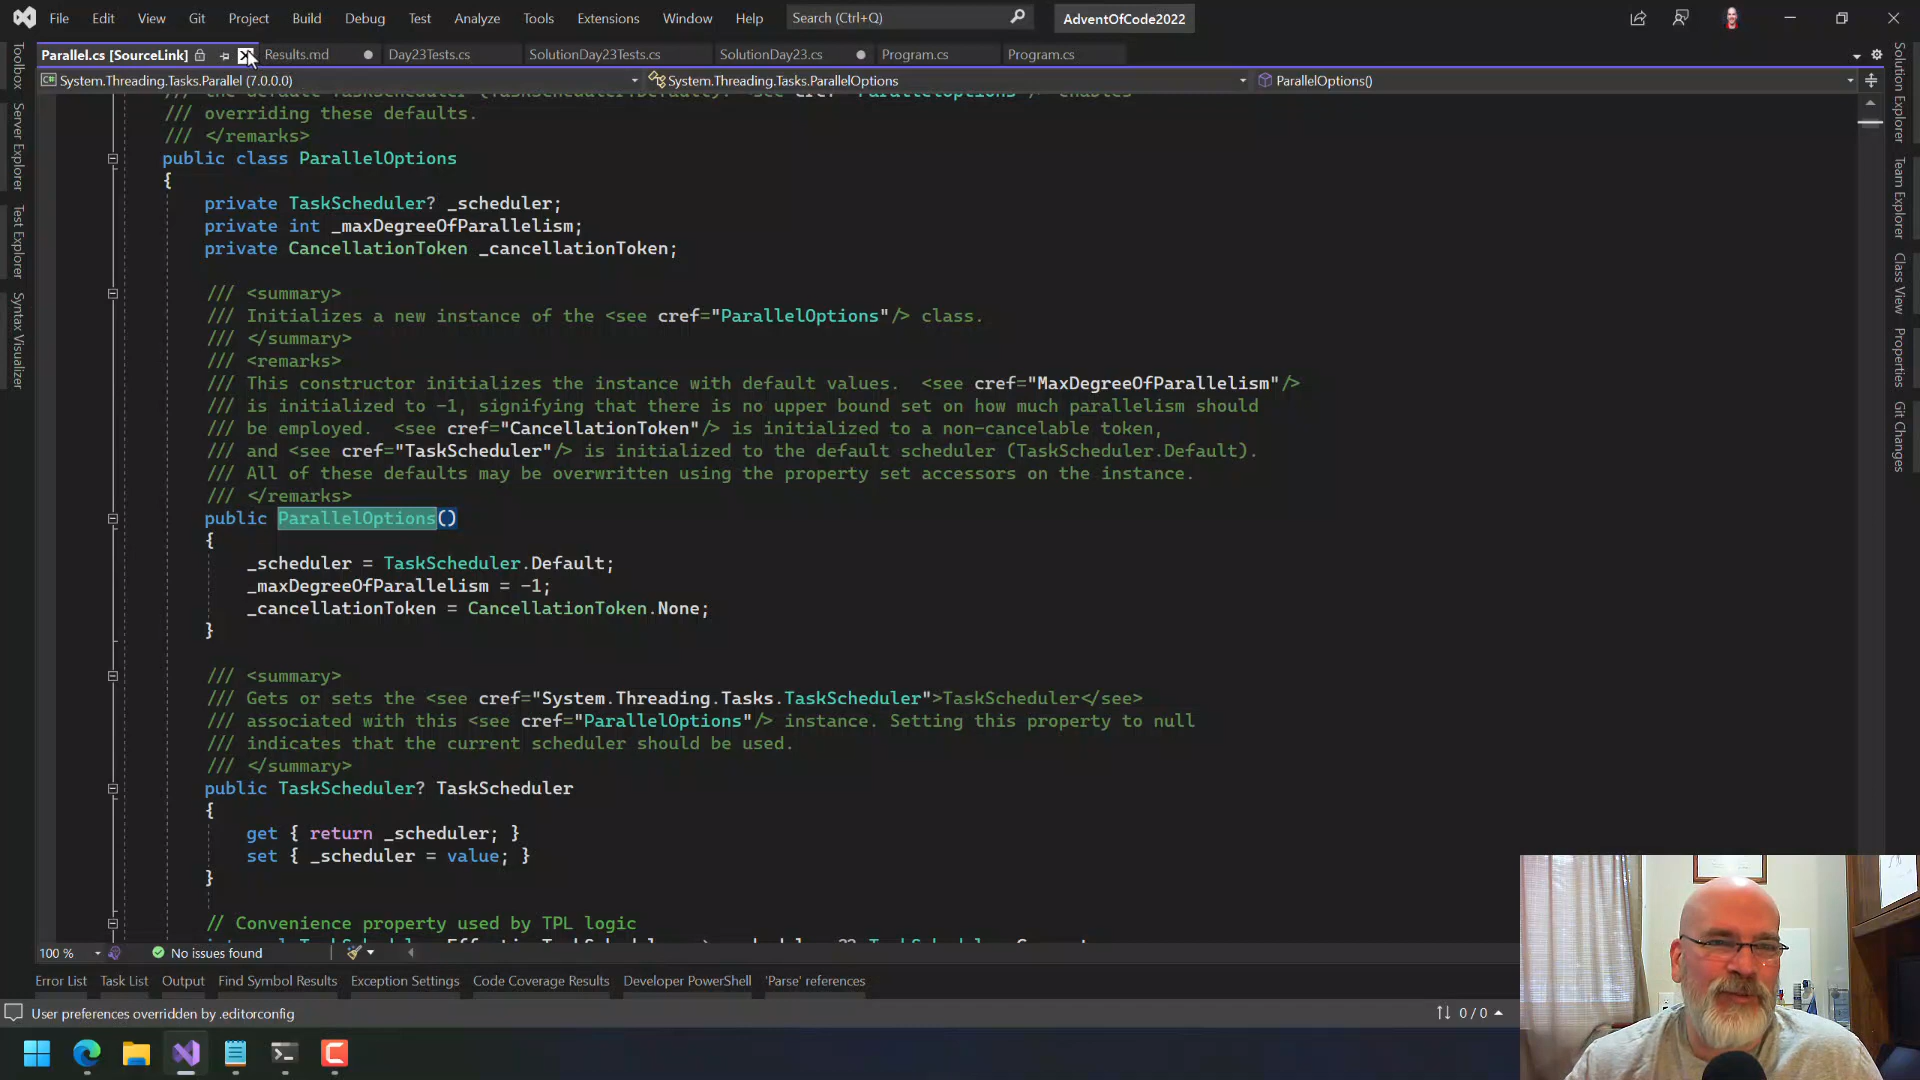 File Edit View Git Project Build Debug Test Analyze Tools Extensions Window Help Search (Ctrl+Q) AdventOfCode2022
Parallel.cs [SourceLink] Results.md Day23Tests.cs SolutionDay23Tests.cs SolutionDay23.cs Program.cs Program.cs
System.Threading.Tasks.Parallel (7.0.0.0) System.Threading.Tasks.ParallelOptions ParallelOptions()
Toolbox
Server Explorer
Test Explorer
Syntax Visualizer
/// overriding these defaults.
/// </remarks>
public class ParallelOptions
{
private TaskScheduler? _scheduler;
private int _maxDegreeOfParallelism;
private CancellationToken _cancellationToken;
/// <summary>
/// Initializes a new instance of the <see cref="ParallelOptions"/> class.
/// </summary>
/// <remarks>
/// This constructor initializes the instance with default values.  <see cref="MaxDegreeOfParallelism"/>
/// is initialized to -1, signifying that there is no upper bound set on how much parallelism should
/// be employed.  <see cref="CancellationToken"/> is initialized to a non-cancelable token,
/// and <see cref="TaskScheduler"/> is initialized to the default scheduler (TaskScheduler.Default).
/// All of these defaults may be overwritten using the property set accessors on the instance.
/// </remarks>
public ParallelOptions()
{
_scheduler = TaskScheduler.Default;
_maxDegreeOfParallelism = -1;
_cancellationToken = CancellationToken.None;
}
/// <summary>
/// Gets or sets the <see cref="System.Threading.Tasks.TaskScheduler">TaskScheduler</see>
/// associated with this <see cref="ParallelOptions"/> instance. Setting this property to null
/// indicates that the current scheduler should be used.
/// </summary>
public TaskScheduler? TaskScheduler
{
get { return _scheduler; }
set { _scheduler = value; }
}
// Convenience property used by TPL logic
Solution Explorer
Team Explorer
Class View
Properties
Git Changes
100 % No issues found
Error List Task List Output Find Symbol Results Exception Settings Code Coverage Results Developer PowerShell 'Parse' references
User preferences overridden by .editorconfig 0 / 0